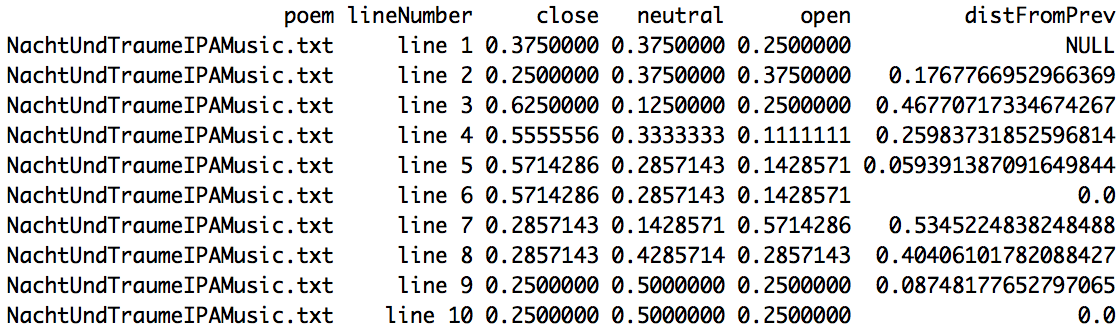 poem lineNumber close neutral open distFromPrev
NachtUndTraumeIPAMusic.txt line 1 0.3750000 0.3750000 0.2500000 NULL
NachtUndTraumeIPAMusic.txt line 2 0.2500000 0.3750000 0.3750000 0.1767766952966369
NachtUndTraumeIPAMusic.txt line 3 0.6250000 0.1250000 0.2500000 0.46770717334674267
NachtUndTraumeIPAMusic.txt line 4 0.5555556 0.3333333 0.1111111 0.25983731852596814
NachtUndTraumeIPAMusic.txt line 5 0.5714286 0.2857143 0.1428571 0.059391387091649844
NachtUndTraumeIPAMusic.txt line 6 0.5714286 0.2857143 0.1428571 0.0
NachtUndTraumeIPAMusic.txt line 7 0.2857143 0.1428571 0.5714286 0.5345224838248488
NachtUndTraumeIPAMusic.txt line 8 0.2857143 0.4285714 0.2857143 0.40406101782088427
NachtUndTraumeIPAMusic.txt line 9 0.2500000 0.5000000 0.2500000 0.08748177652797065
NachtUndTraumeIPAMusic.txt line 10 0.2500000 0.5000000 0.2500000 0.0